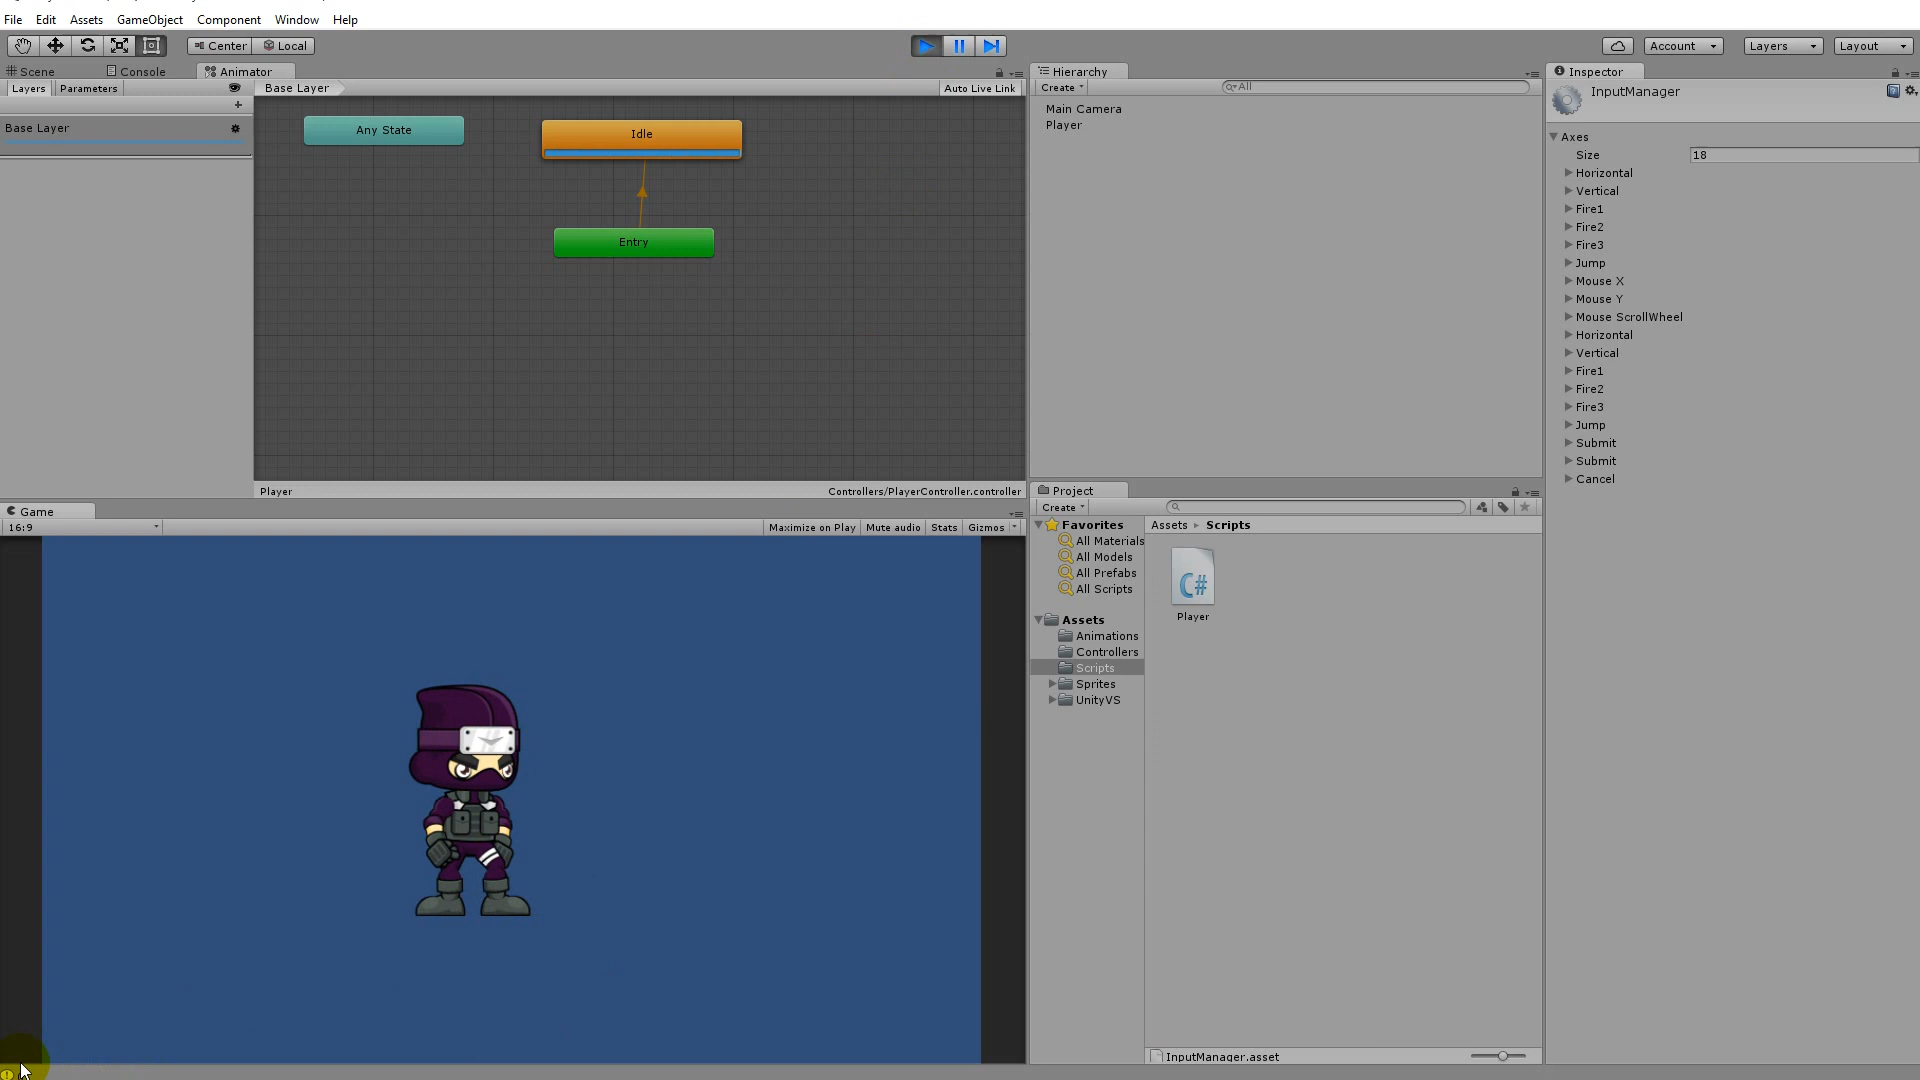 File Edit Assets GameObject Component Window Help
Center Local
Account Layers Layout
Scene Console Animator
Layers Parameters
Base Layer
Auto Live Link
Base Layer
Any State
Idle
Entry
Player
Controllers/PlayerController.controller
Game
16:9
Maximize on Play Mute audio Stats Gizmos
Hierarchy
Create
All
Main Camera
Player
Project
Create
Favorites
All Materials
All Models
All Prefabs
All Scripts
Assets
Animations
Controllers
Scripts
Sprites
UnityVS
Assets Scripts
C#
Player
InputManager.asset
Inspector
InputManager
Axes
Size 18
Horizontal
Vertical
Fire1
Fire2
Fire3
Jump
Mouse X
Mouse Y
Mouse ScrollWheel
Horizontal
Vertical
Fire1
Fire2
Fire3
Jump
Submit
Submit
Cancel